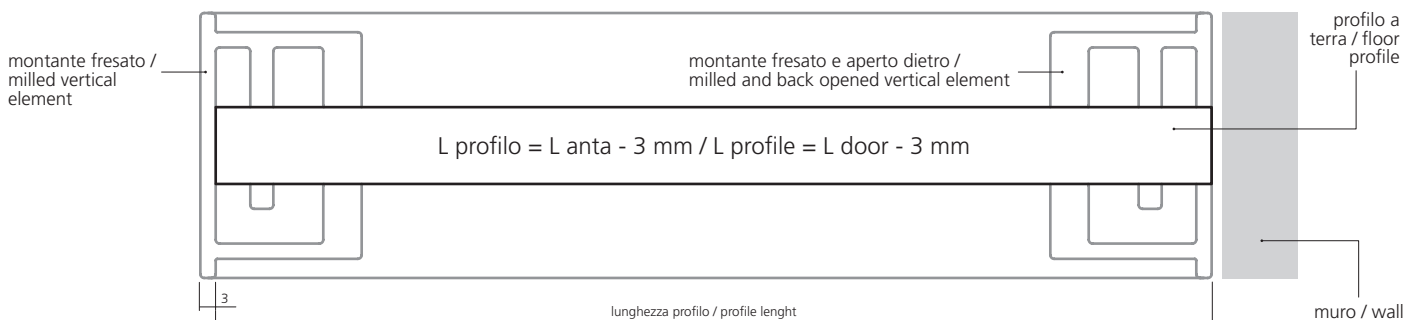 montante fresato /
milled vertical
element
montante fresato e aperto dietro /
milled and back opened vertical element
profilo a
terra / floor
profile
L profilo = L anta - 3 mm / L profile = L door - 3 mm
3
lunghezza profilo / profile lenght
muro / wall